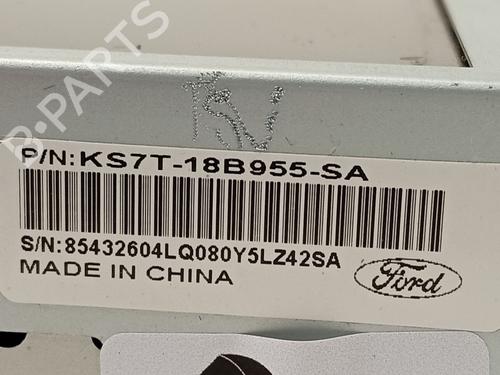 B-PARTS
P/N:KS7T-18B955-SA
S/N:85432604LQ080Y5LZ42SA
MADE IN CHINA
Ford